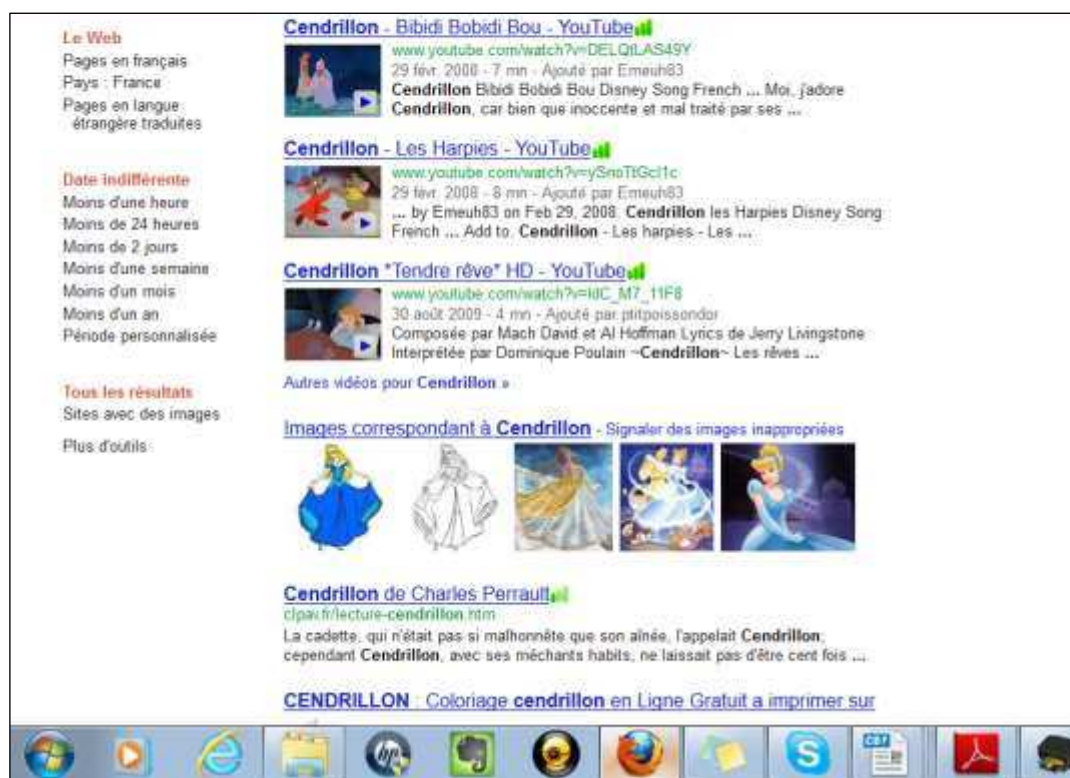 Le Web
Pages en français
Pays : France
Pages en langue
étrangère traduites
Date indifférente
Moins d'une heure
Moins de 24 heures
Moins de 2 jours
Moins d'une semaine
Moins d'un mois
Moins d'un an
Période personnalisée
Tous les résultats
Sites avec des images
Plus d'outils
Cendrillon - Bibidi Bobidi Bou - YouTube
www.youtube.com/watch?v=DELQtLAS49Y
29 févr. 2008 - 7 mn - Ajouté par Emeuh83
Cendrillon Bibidi Bobidi Bou Disney Song French ... Moi, j'adore
Cendrillon, car bien que inoccente et mal traité par ses ...
Cendrillon - Les Harpies - YouTube
www.youtube.com/watch?v=ySnoTtGcI1c
29 févr. 2008 - 8 mn - Ajouté par Emeuh83
... by Emeuh83 on Feb 29, 2008. Cendrillon les Harpies Disney Song
French ... Add to. Cendrillon - Les harpies - Les ...
Cendrillon *Tendre rêve* HD - YouTube
www.youtube.com/watch?v=IdC_M7_11F8
30 août 2009 - 4 mn - Ajouté par ptitpoissondor
Composée par Mach David et Al Hoffman Lyrics de Jerry Livingstone
Interprétée par Dominique Poulain ~Cendrillon~ Les rêves ...
Autres vidéos pour Cendrillon »
Images correspondant à Cendrillon - Signaler des images inappropriées
Cendrillon de Charles Perrault
clpav.fr/lecture-cendrillon.htm
La cadette, qui n'était pas si malhonnête que son aînée, l'appelait Cendrillon;
cependant Cendrillon, avec ses méchants habits, ne laissait pas d'être cent fois ...
CENDRILLON : Coloriage cendrillon en Ligne Gratuit a imprimer sur
hp